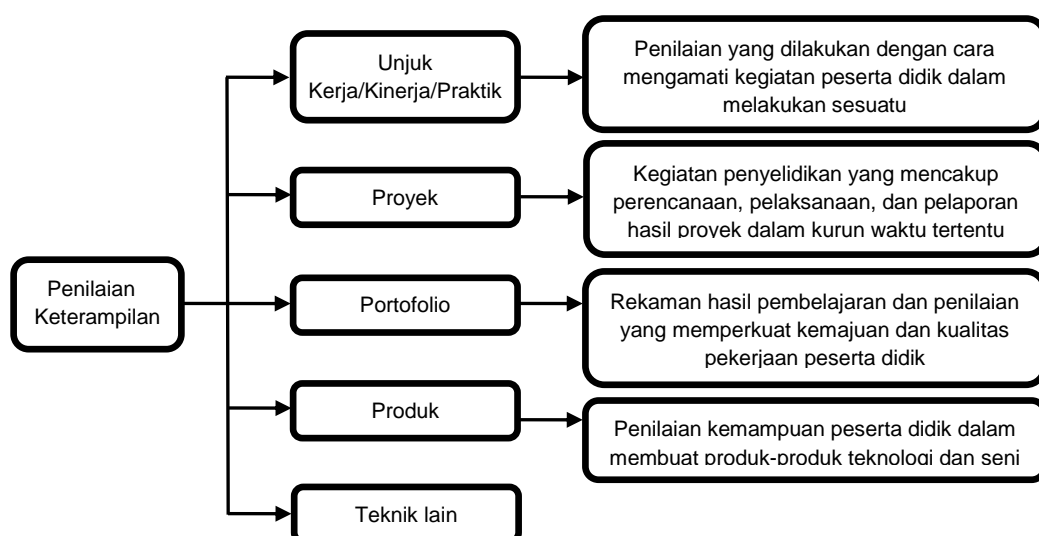 Penilaian
Keterampilan
Unjuk
Kerja/Kinerja/Praktik
Penilaian yang dilakukan dengan cara
mengamati kegiatan peserta didik dalam
melakukan sesuatu
Proyek
Kegiatan penyelidikan yang mencakup
perencanaan, pelaksanaan, dan pelaporan
hasil proyek dalam kurun waktu tertentu
Portofolio
Rekaman hasil pembelajaran dan penilaian
yang memperkuat kemajuan dan kualitas
pekerjaan peserta didik
Produk
Penilaian kemampuan peserta didik dalam
membuat produk-produk teknologi dan seni
Teknik lain